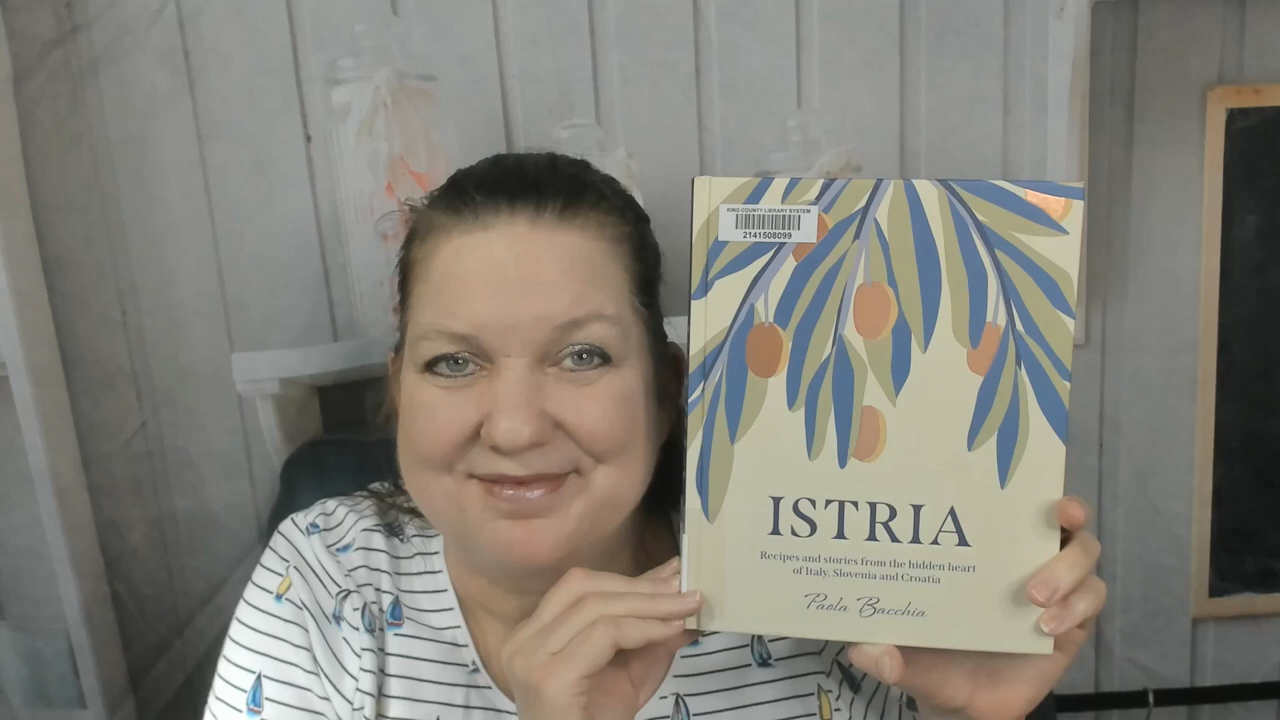 KING COUNTY LIBRARY SYSTEM
2141508099
ISTRIA
Recipes and stories from the hidden heart
of Italy, Slovenia and Croatia
Paola Bacchia